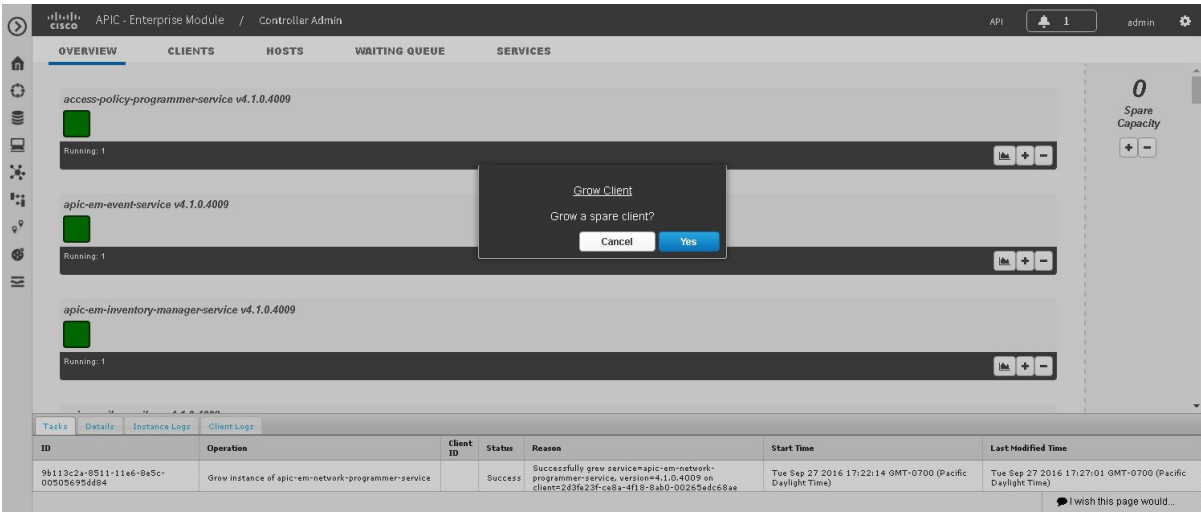 cisco APIC - Enterprise Module / Controller Admin API 1 admin
OVERVIEW CLIENTS HOSTS WAITING QUEUE SERVICES
access-policy-programmer-service v4.1.0.4009
Running: 1
apic-em-event-service v4.1.0.4009
Running: 1
apic-em-inventory-manager-service v4.1.0.4009
Running: 1
0
Spare
Capacity
Grow Client
Grow a spare client?
Cancel Yes
Tasks Details Instance Logs Client Logs
ID Operation Client ID Status Reason Start Time Last Modified Time
9b113c2a-8511-11e6-8e5c-
00505695dd84
Grow instance of apic-em-network-programmer-service
Success
Successfully grew service=apic-em-network-
programmer-service, version=4.1.0.4009 on
client=2d3fe23f-ce8a-4f18-8ab0-00265edc68ae
Tue Sep 27 2016 17:22:14 GMT-0700 (Pacific
Daylight Time)
Tue Sep 27 2016 17:27:01 GMT-0700 (Pacific
Daylight Time)
I wish this page would...